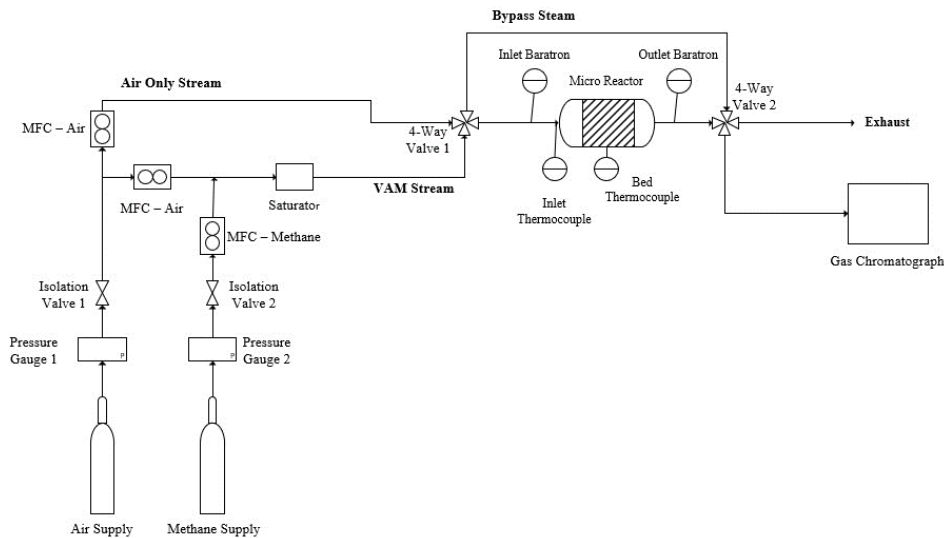 Bypass Steam
Inlet Baratron
Outlet Baratron
Micro Reactor
Air Only Stream
4-Way
Valve 2
MFC – Air
4-Way
Valve 1
Exhaust
MFC – Air
Saturator
VAM Stream
Inlet
Thermocouple
Bed
Thermocouple
MFC – Methane
Gas Chromatograph
Isolation
Valve 1
Isolation
Valve 2
Pressure
Gauge 1
P
Pressure
Gauge 2
P
Air Supply
Methane Supply